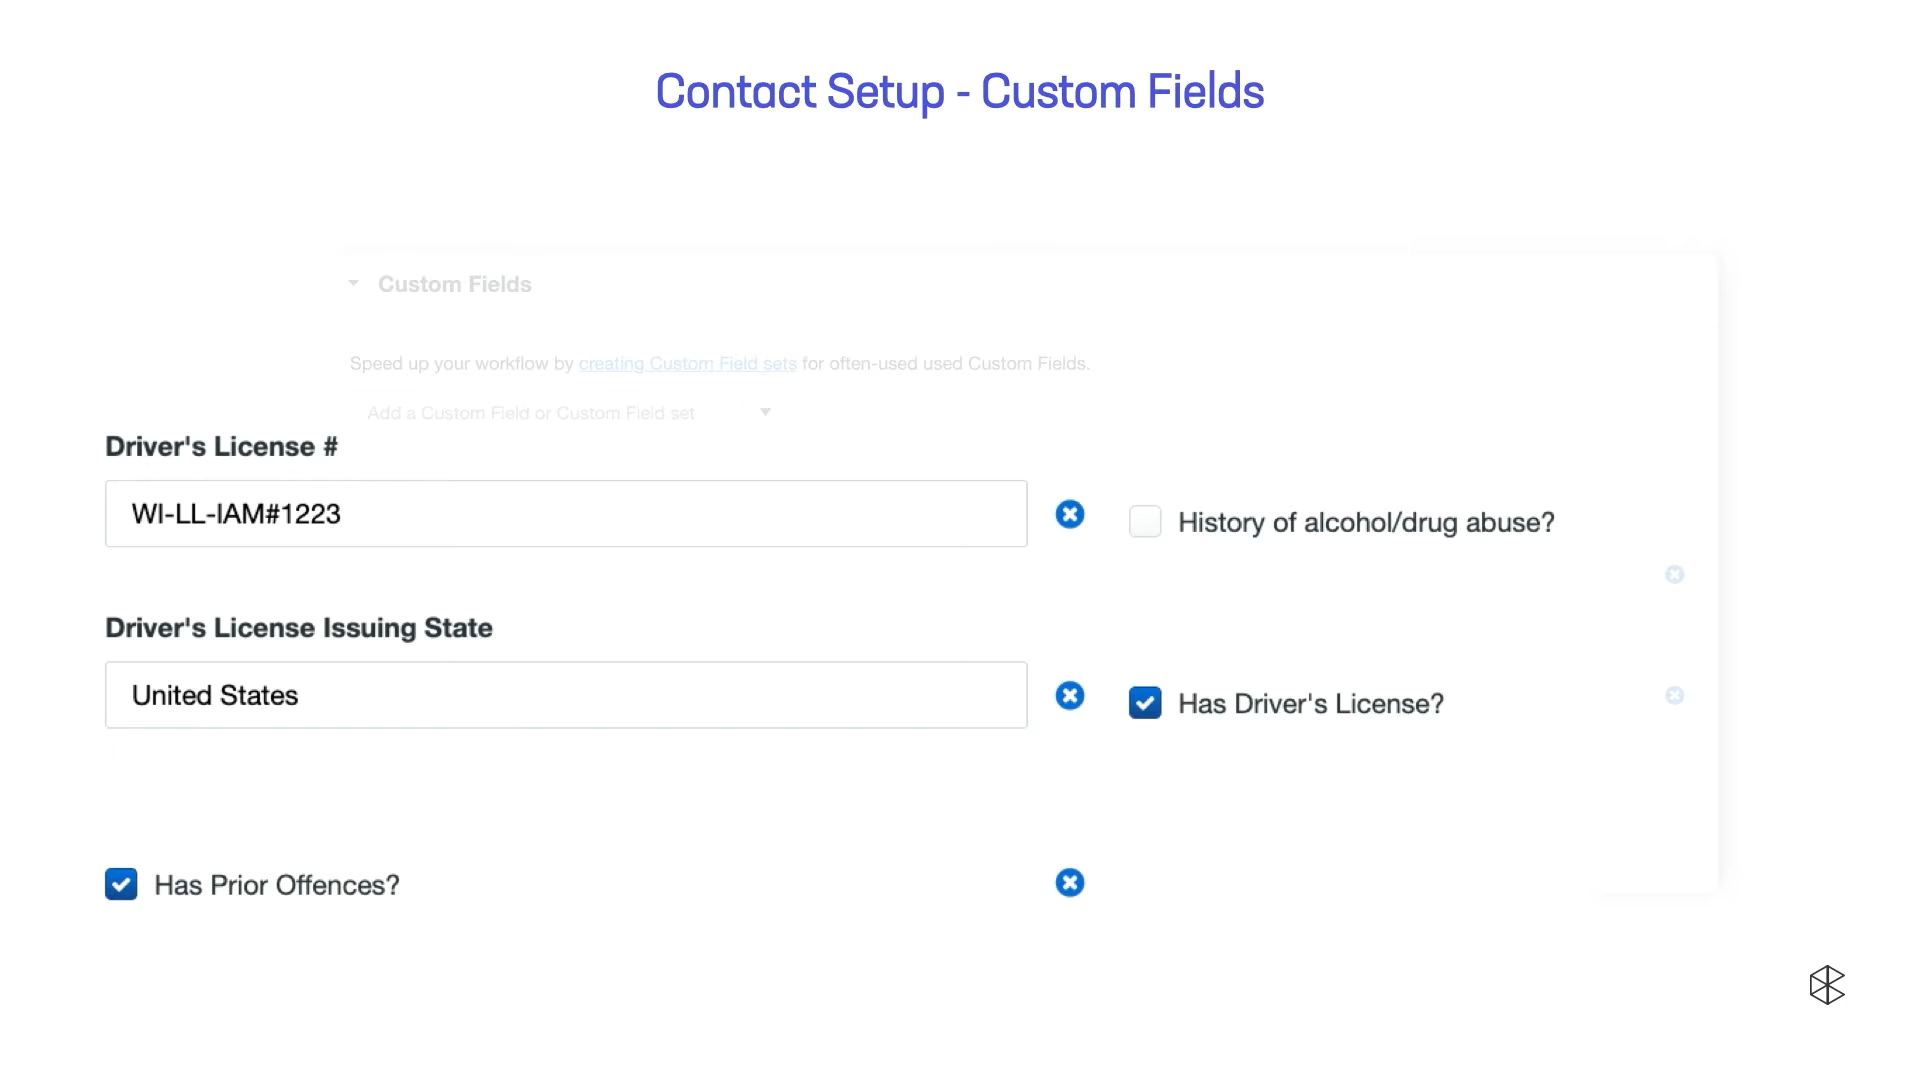 Contact Setup - Custom Fields
Custom Fields
Speed up your workflow by creating Custom Field sets for often-used used Custom Fields.
Add a Custom Field or Custom Field set
Driver's License #
WI-LL-IAM#1223
History of alcohol/drug abuse?
Driver's License Issuing State
United States
Has Driver's License?
Has Prior Offences?